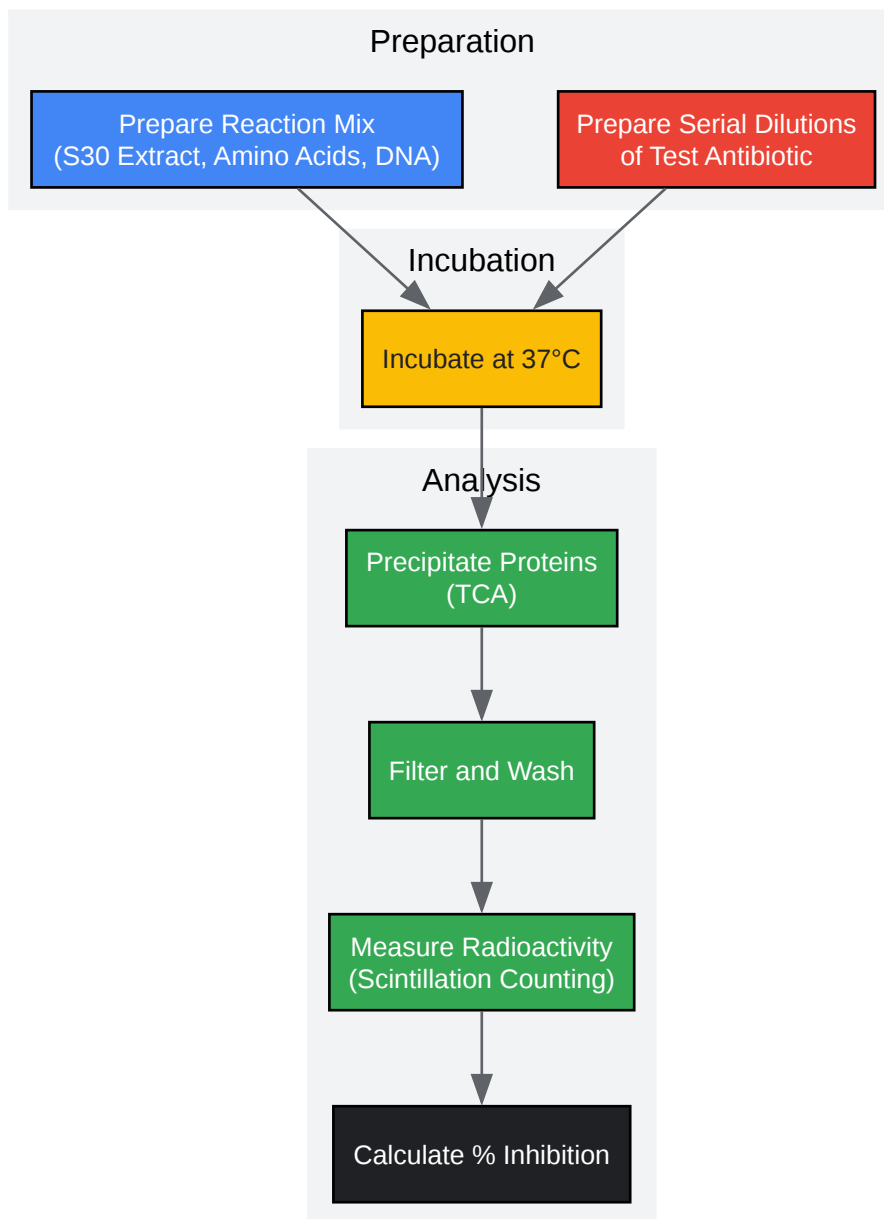 Preparation
Prepare Reaction Mix
(S30 Extract, Amino Acids, DNA)
Prepare Serial Dilutions
of Test Antibiotic
Incubation
Incubate at 37°C
Analysis
Precipitate Proteins
(TCA)
Filter and Wash
Measure Radioactivity
(Scintillation Counting)
Calculate % Inhibition